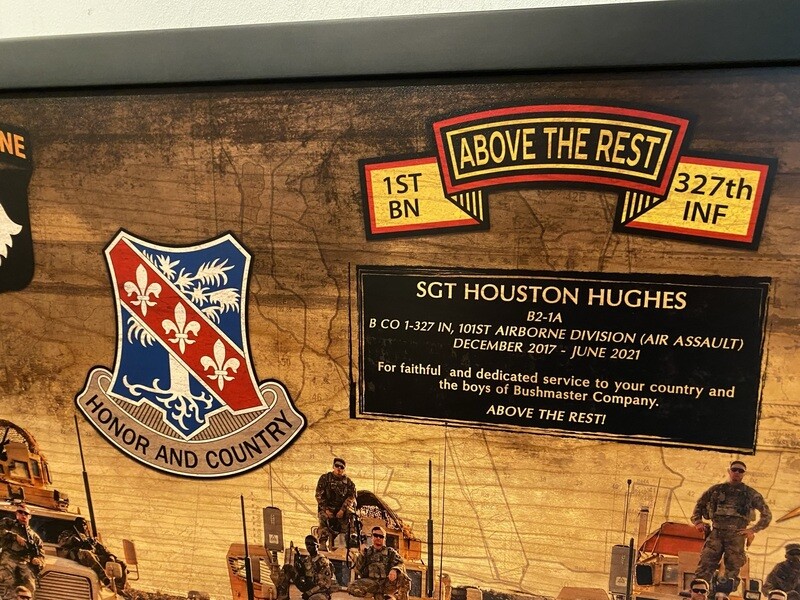 NE
ABOVE THE REST
1ST
BN
327th
INF
SGT HOUSTON HUGHES
B2-1A
B CO 1-327 IN, 101ST AIRBORNE DIVISION (AIR ASSAULT)
DECEMBER 2017 - JUNE 2021
For faithful and dedicated service to your country and
the boys of Bushmaster Company.
ABOVE THE REST!
HONOR AND COUNTRY